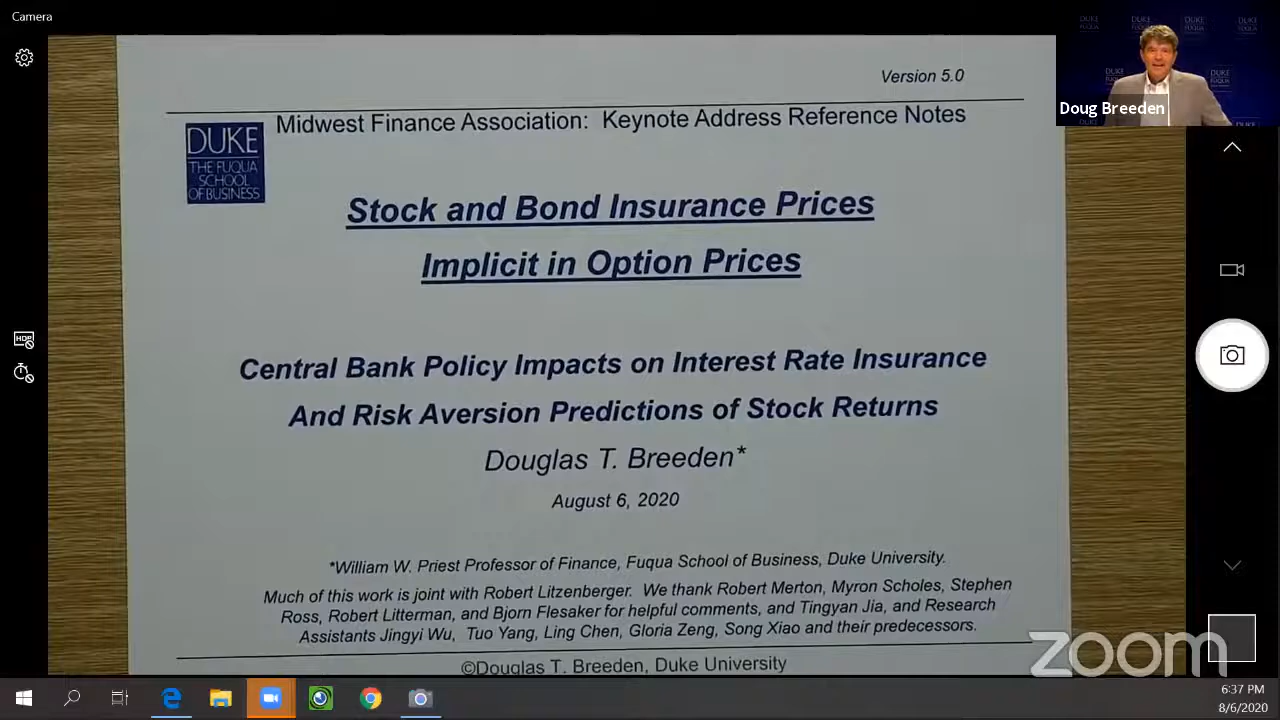 Camera
Doug Breeden
Version 5.0
DUKE
THE FUQUA
SCHOOL
OF BUSINESS
Midwest Finance Association: Keynote Address Reference Notes
Stock and Bond Insurance Prices
Implicit in Option Prices
Central Bank Policy Impacts on Interest Rate Insurance
And Risk Aversion Predictions of Stock Returns
Douglas T. Breeden*
August 6, 2020
*William W. Priest Professor of Finance, Fuqua School of Business, Duke University.
Much of this work is joint with Robert Litzenberger. We thank Robert Merton, Myron Scholes, Stephen
Ross, Robert Litterman, and Bjorn Flesaker for helpful comments, and Tingyan Jia, and Research
Assistants Jingyi Wu, Tuo Yang, Ling Chen, Gloria Zeng, Song Xiao and their predecessors.
©Douglas T. Breeden, Duke University
zoom
6:37 PM
8/6/2020